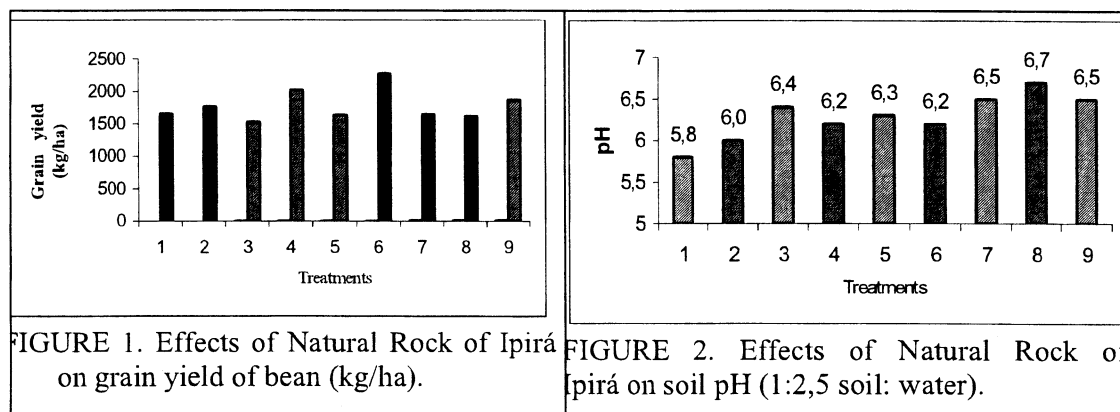 2500
2000
1500
1000
500
0
Grain yield
(kg/ha)
1 2 3 4 5 6 7 8 9
Treatments
FIGURE 1. Effects of Natural Rock of Ipirá
on grain yield of bean (kg/ha).
7
6,5
6
5,5
5
pH
5,8 6,0 6,4 6,2 6,3 6,2 6,5 6,7 6,5
1 2 3 4 5 6 7 8 9
Treatments
FIGURE 2. Effects of Natural Rock o
Ipirá on soil pH (1:2,5 soil: water).